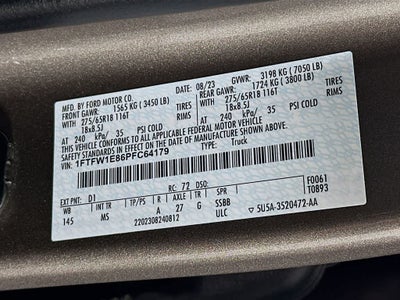 MFD. BY FORD MOTOR CO.
08/23 GVWR: 3198 KG ( 7050 LB)
FRONT GAWR: 1565 KG ( 3450 LB) REAR GAWR: 1724 KG ( 3800 LB)
275/65R18 116T TIRES 275/65R18 116T TIRES
18x8.5J RIMS 18x8.5J RIMS
AT 240 kPa/ 35 PSI COLD AT 240 kPa/ 35 PSI COLD
THIS VEHICLE CONFORMS TO ALL APPLICABLE FEDERAL MOTOR VEHICLE
SAFETY STANDARDS IN EFFECT ON THE DATE OF MANUFACTURE SHOWN ABOVE.
VIN: 1FTFW1E86PFC64179
TYPE: Truck
F0061
T0893
EXT PNT: D1 RC: 72 DSO:
WB INT TR TP/PS R AXLE TR SPR
145 MS A 27 G SSBB
2202308240812 ULC 5U5A-3520472-AA